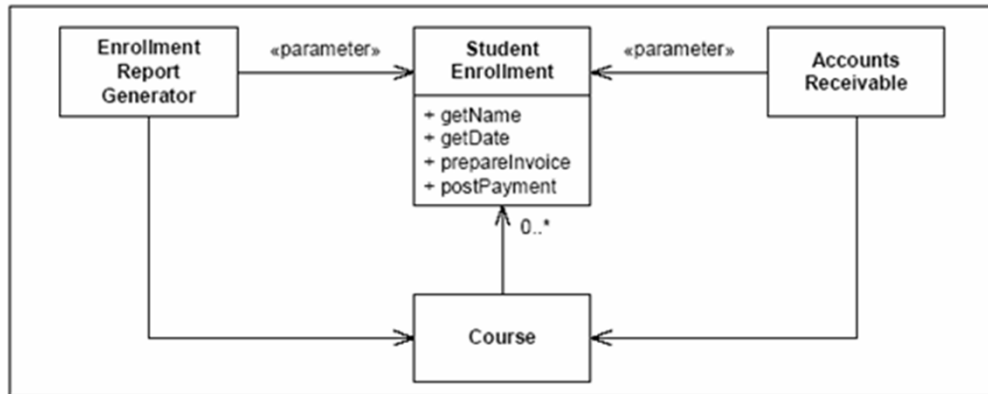 Enrollment
Report
Generator
«parameter»
Student
Enrollment
+ getName
+ getDate
+ prepareInvoice
+ postPayment
«parameter»
Accounts
Receivable
0..*
Course